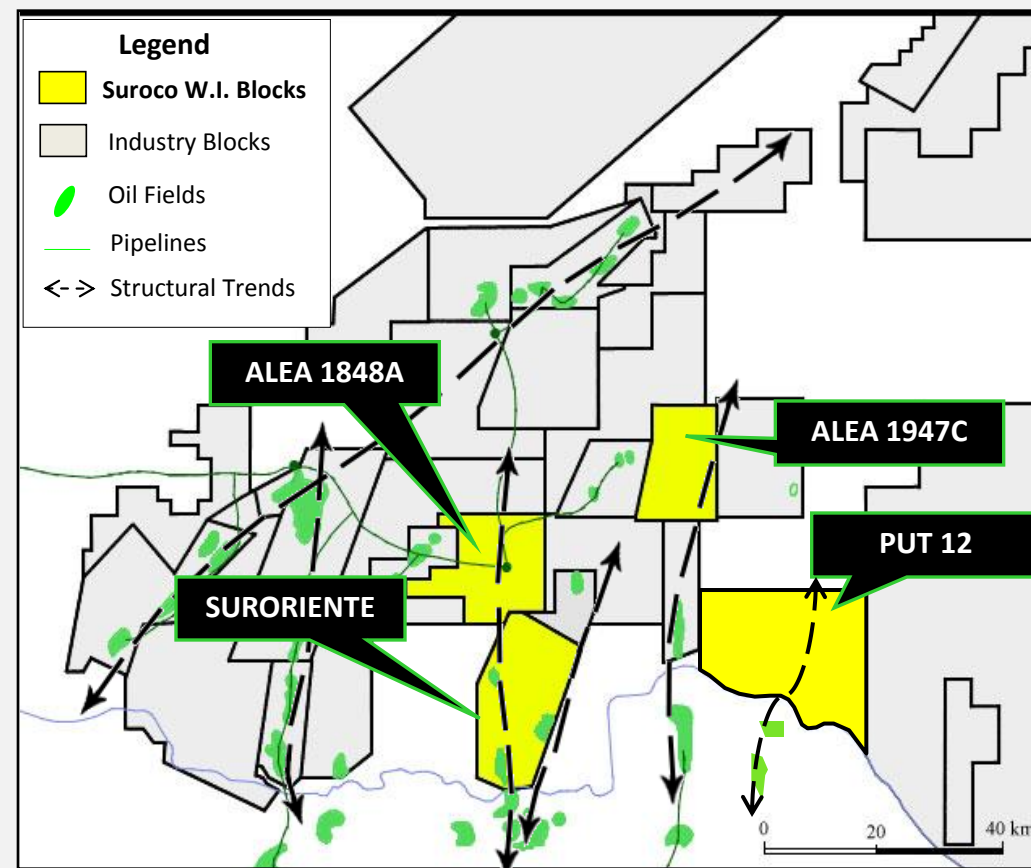 Legend
Suroco W.I. Blocks
Industry Blocks
Oil Fields
Pipelines
Structural Trends
ALEA 1848A
ALEA 1947C
PUT 12
SURORIENTE
0 20 40 km